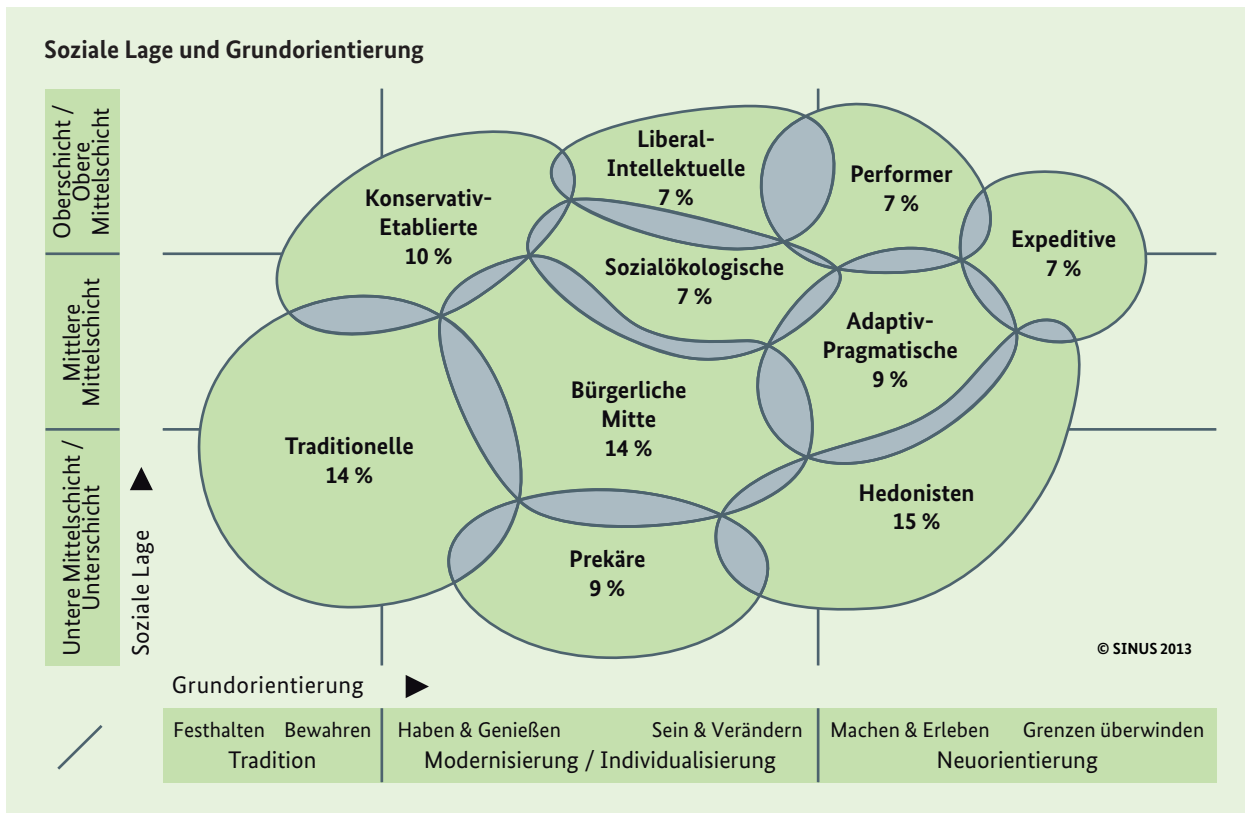 Soziale Lage und Grundorientierung
Oberschicht /
Obere
Mittelschicht
Mittlere
Mittelschicht
Untere Mittelschicht /
Unterschicht
Soziale Lage
Konservativ-
Etablierte
10 %
Liberal-
Intellektuelle
7 %
Performer
7 %
Expeditive
7 %
Sozialökologische
7 %
Adaptiv-
Pragmatische
9 %
Bürgerliche
Mitte
14 %
Traditionelle
14 %
Hedonisten
15 %
Prekäre
9 %
© SINUS 2013
Grundorientierung
Festhalten Bewahren
Tradition
Haben & Genießen Sein & Verändern
Modernisierung / Individualisierung
Machen & Erleben Grenzen überwinden
Neuorientierung